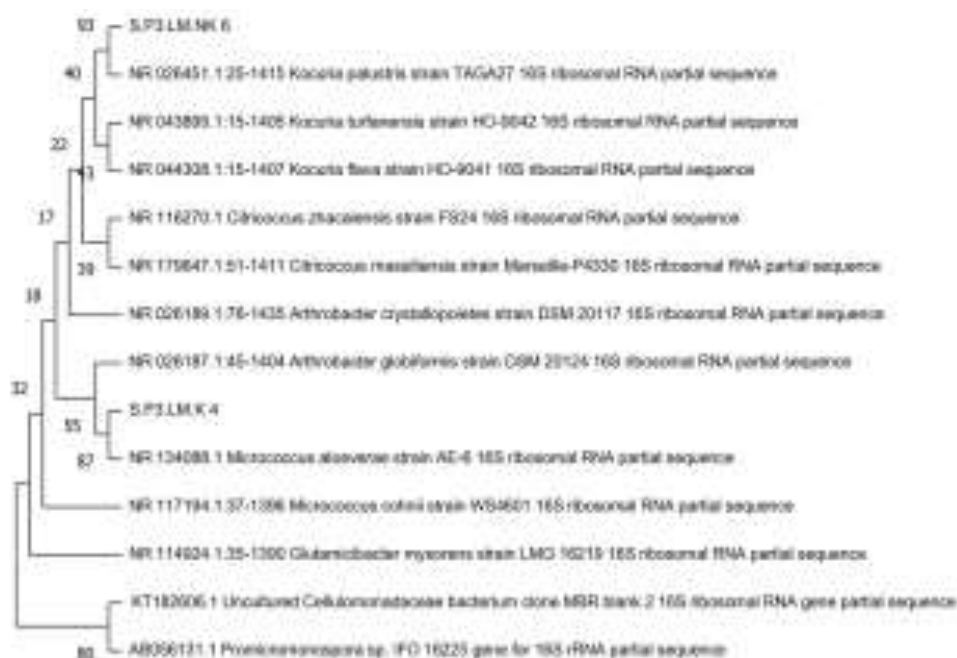 93
S.P3.LM.NK 6
40
NR 026451.1:25-1415 Kocuria palustris strain TAGA27 16S ribosomal RNA partial sequence
NR 043899.1:15-1405 Kocuria turfanensis strain HO-9042 16S ribosomal RNA partial sequence
22
NR 044308.1:15-1407 Kocuria flava strain HO-9041 16S ribosomal RNA partial sequence
NR 116270.1 Citricoccus zhacaiensis strain FS24 16S ribosomal RNA partial sequence
17
39
NR 179647.1:51-1411 Citricoccus massiliensis strain Marseille-P4330 16S ribosomal RNA partial sequence
NR 026189.1:76-1435 Arthrobacter crystallopoietes strain DSM 20117 16S ribosomal RNA partial sequence
NR 026187.1:45-1404 Arthrobacter globiformis strain DSM 20124 16S ribosomal RNA partial sequence
32
S.P3.LM.K 4
55
87
NR 134088.1 Micrococcus aloeverae strain AE-6 16S ribosomal RNA partial sequence
NR 117194.1:37-1396 Micrococcus cohnii strain WS4601 16S ribosomal RNA partial sequence
NR 114924.1:35-1390 Glutamicibacter mysorens strain LMG 16219 16S ribosomal RNA partial sequence
KT182606.1 Uncultured Cellulomonadaceae bacterium clone MBR blank 2 16S ribosomal RNA gene partial sequence
Promicromonospora sp. IFO 16223 gene for 16S rRNA partial sequence